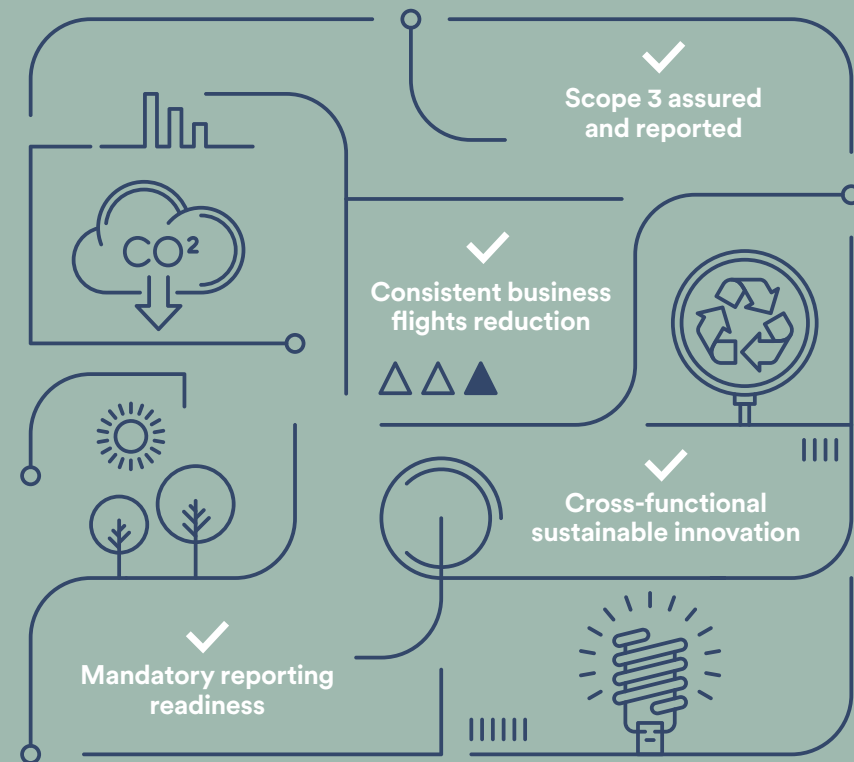 Scope 3 assured
and reported
CO²
Consistent business
flights reduction
Cross-functional
sustainable innovation
Mandatory reporting
readiness